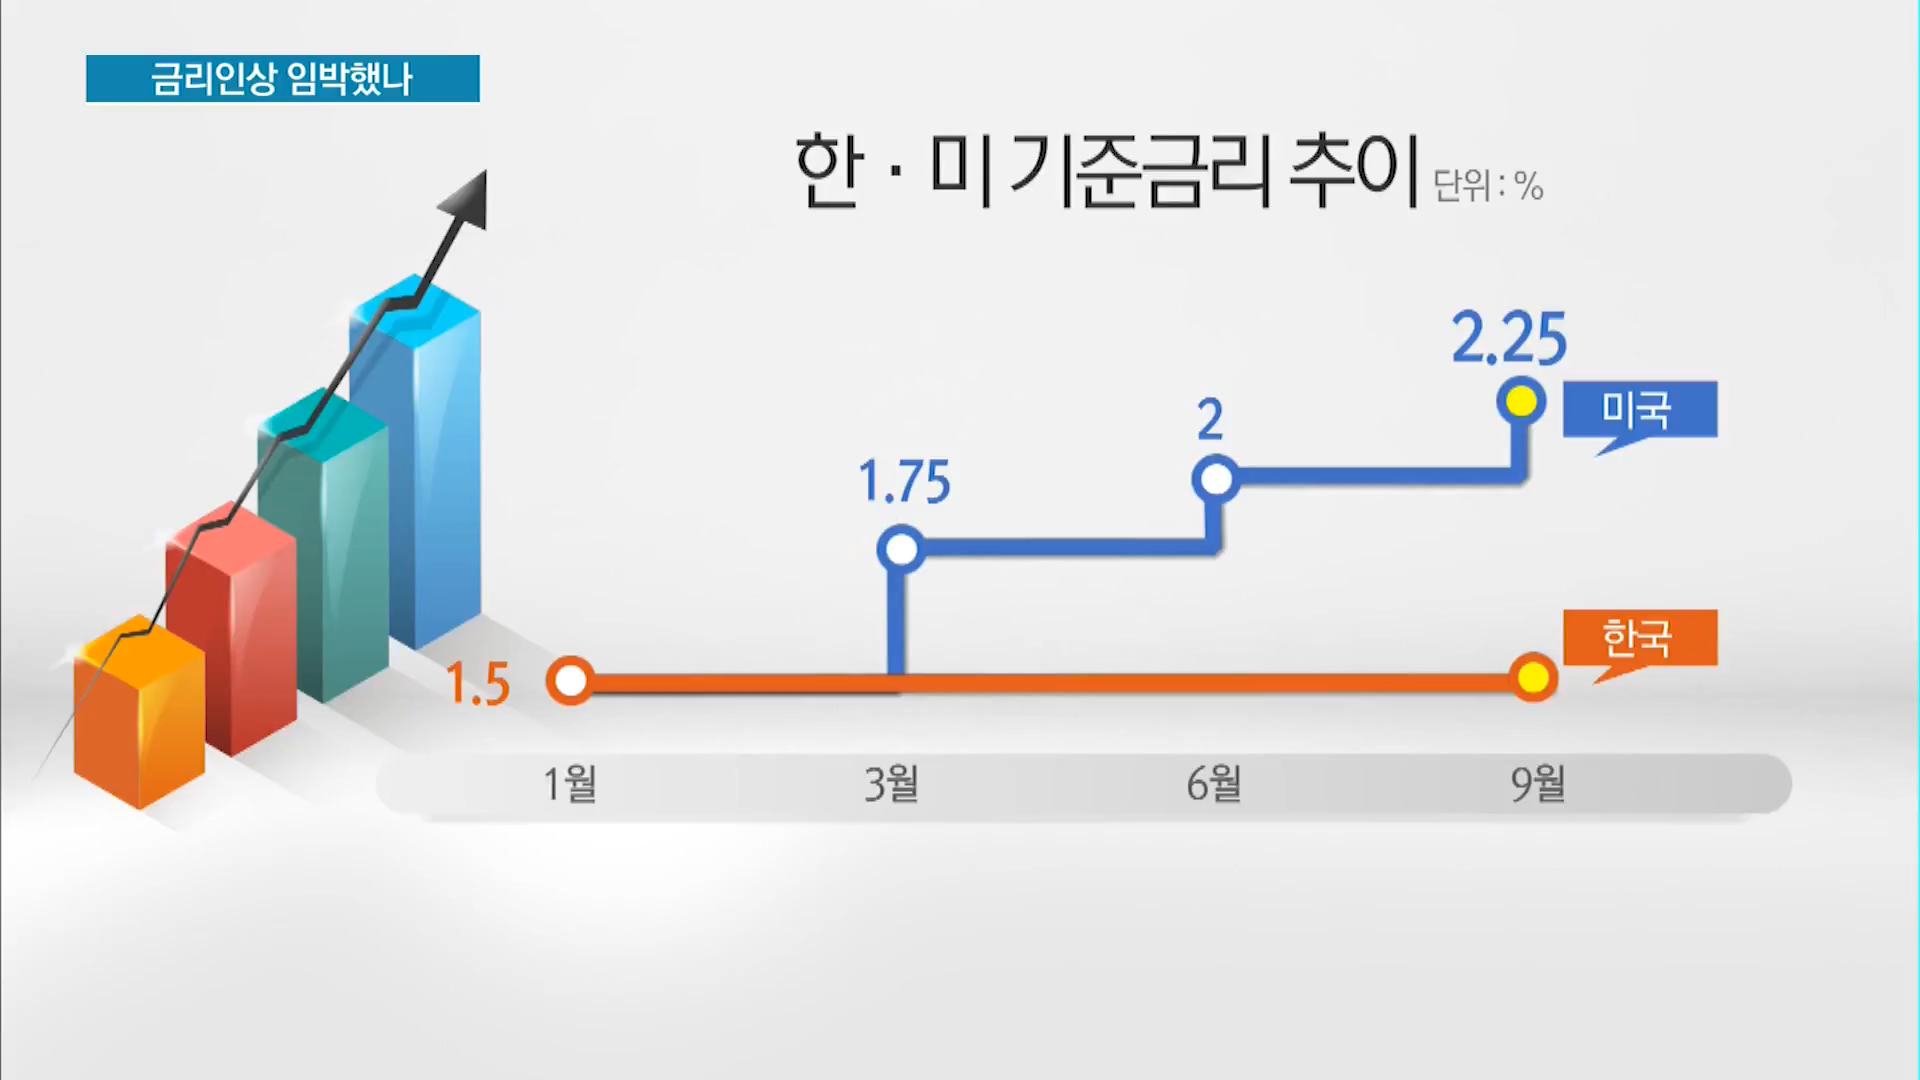 금리인상 임박했나
한 · 미 기준금리 추이 단위 : %
2.25
미국
2
1.75
한국
1.5
1월 3월 6월 9월